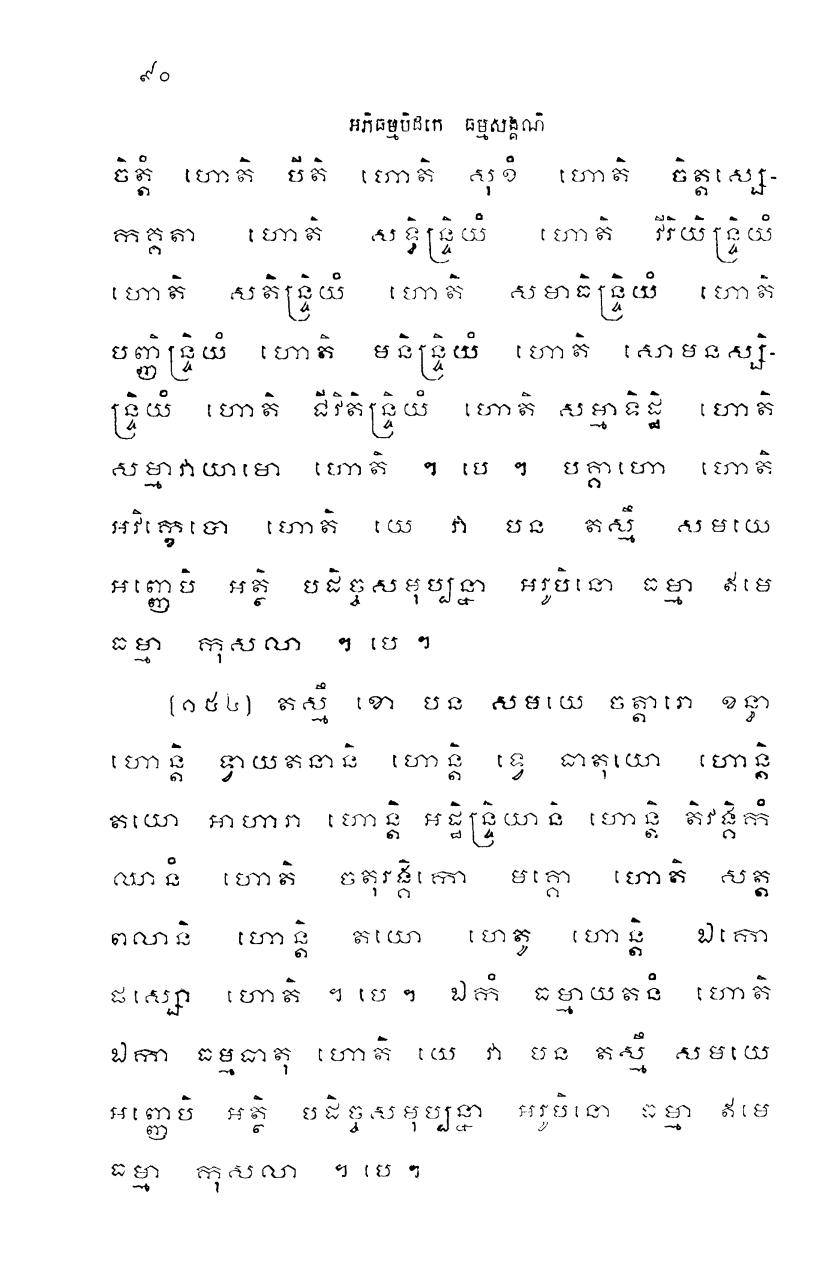 ៩០
អភិធម្មបិដកេ ធម្មសង្គណិ
ចិត្តំ ហោតិ បីតិ ហោតិ សុខំ ហោតិ ចិត្តស្សេ-
កគ្គតា ហោតិ សទ្ធិន្ទ្រិយំ ហោតិ វីរិយិន្ទ្រិយំ
ហោតិ សតិន្ទ្រិយំ ហោតិ សមាធិន្ទ្រិយំ ហោតិ
បញ្ញិន្ទ្រិយំ ហោតិ មនិន្ទ្រិយំ ហោតិ សោមនស្សិ-
ន្ទ្រិយំ ហោតិ ជីវិតិន្ទ្រិយំ ហោតិ សម្មាទិដ្ឋិ ហោតិ
សម្មាវាយាមោ ហោតិ ។ បេ ។ បគ្គាហោ ហោតិ
អវិក្ខេបោ ហោតិ យេ វា បន តស្មឹ សមយេ
អញ្ញេបិ អត្ថិ បដិច្ចសមុប្បន្នា អរូបិនោ ធម្មា ឥមេ
ធម្មា កុសលា ។ បេ ។
(១៥៤) តស្មឹ ខោ បន សមយេ ចត្តារោ ខន្ធា
ហោន្តិ ទ្វាយតនានិ ហោន្តិ ទ្វេ ធាតុយោ ហោន្តិ
តយោ អាហារា ហោន្តិ អដ្ឋិន្ទ្រិយានិ ហោន្តិ តិវង្គិកំ
ឈានំ ហោតិ ចតុរង្គិកោ មគ្គោ ហោតិ សត្ត
ពលានិ ហោន្តិ តយោ ហេតូ ហោន្តិ ឯកោ
ផស្សោ ហោតិ ។ បេ ។ ឯកំ ធម្មាយតនំ ហោតិ
ឯកា ធម្មធាតុ ហោតិ យេ វា បន តស្មឹ សមយេ
អញ្ញេបិ អត្ថិ បដិច្ចសមុប្បន្នា អរូបិនោ ធម្មា ឥមេ
ធម្មា កុសលា ។ បេ ។